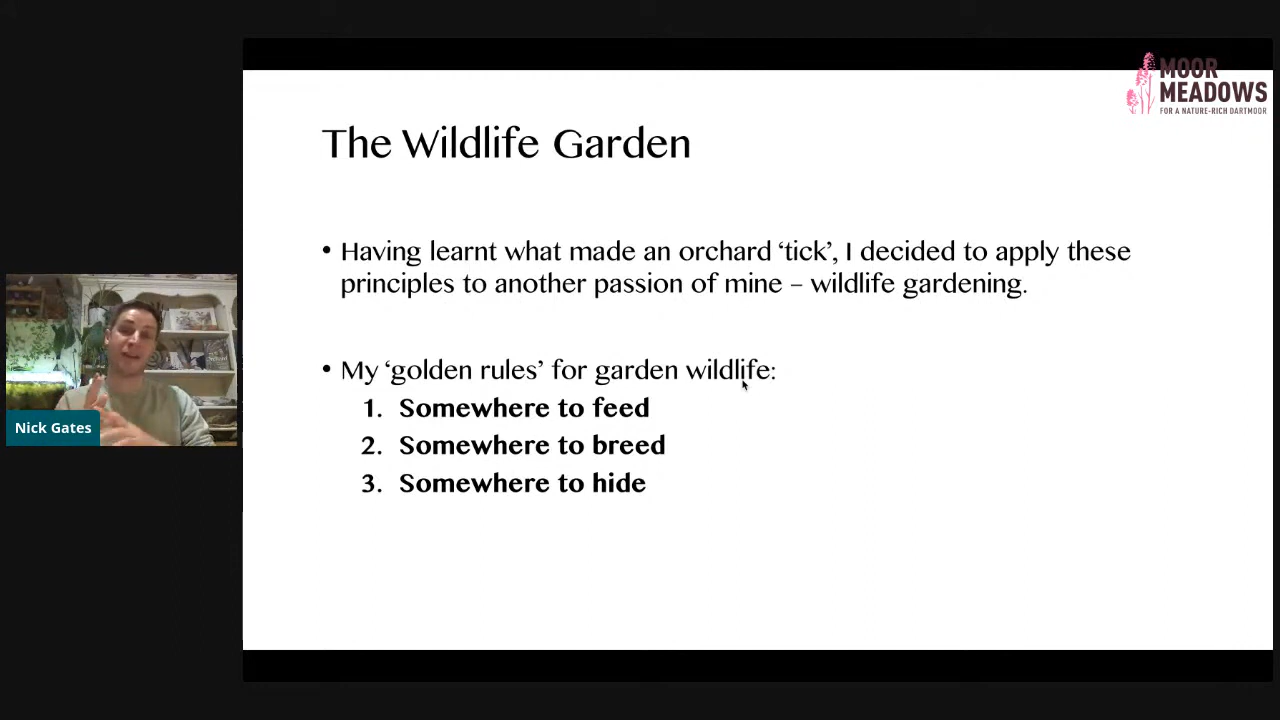 MOOR
MEADOWS
FOR A NATURE-RICH DARTMOOR
The Wildlife Garden
• Having learnt what made an orchard ‘tick’, I decided to apply these
principles to another passion of mine – wildlife gardening.
• My ‘golden rules’ for garden wildlife:
1. Somewhere to feed
2. Somewhere to breed
3. Somewhere to hide
Nick Gates